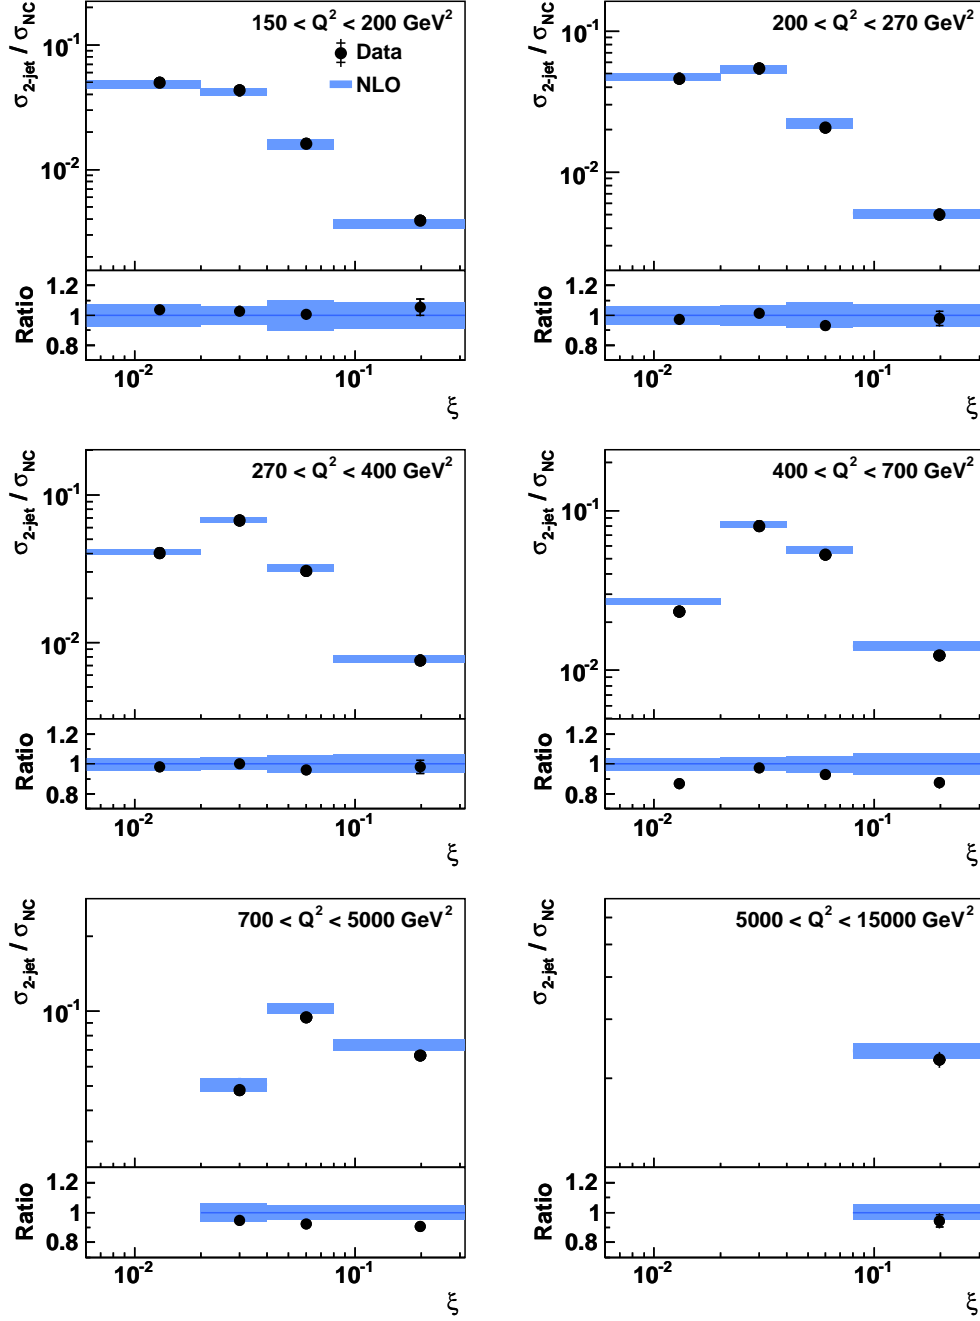 σ2-jet / σNC
150 < Q² < 200 GeV²
Data
NLO
10⁻¹
10⁻²
Ratio
1.2
1
0.8
10⁻² 10⁻¹
ξ
σ2-jet / σNC
200 < Q² < 270 GeV²
10⁻¹
10⁻²
Ratio
1.2
1
0.8
10⁻² 10⁻¹
ξ
σ2-jet / σNC
270 < Q² < 400 GeV²
10⁻¹
10⁻²
Ratio
1.2
1
0.8
10⁻² 10⁻¹
ξ
σ2-jet / σNC
400 < Q² < 700 GeV²
10⁻¹
10⁻²
Ratio
1.2
1
0.8
10⁻² 10⁻¹
ξ
σ2-jet / σNC
700 < Q² < 5000 GeV²
10⁻¹
Ratio
1.2
1
0.8
10⁻² 10⁻¹
ξ
σ2-jet / σNC
5000 < Q² < 15000 GeV²
Ratio
1.2
1
0.8
10⁻² 10⁻¹
ξ